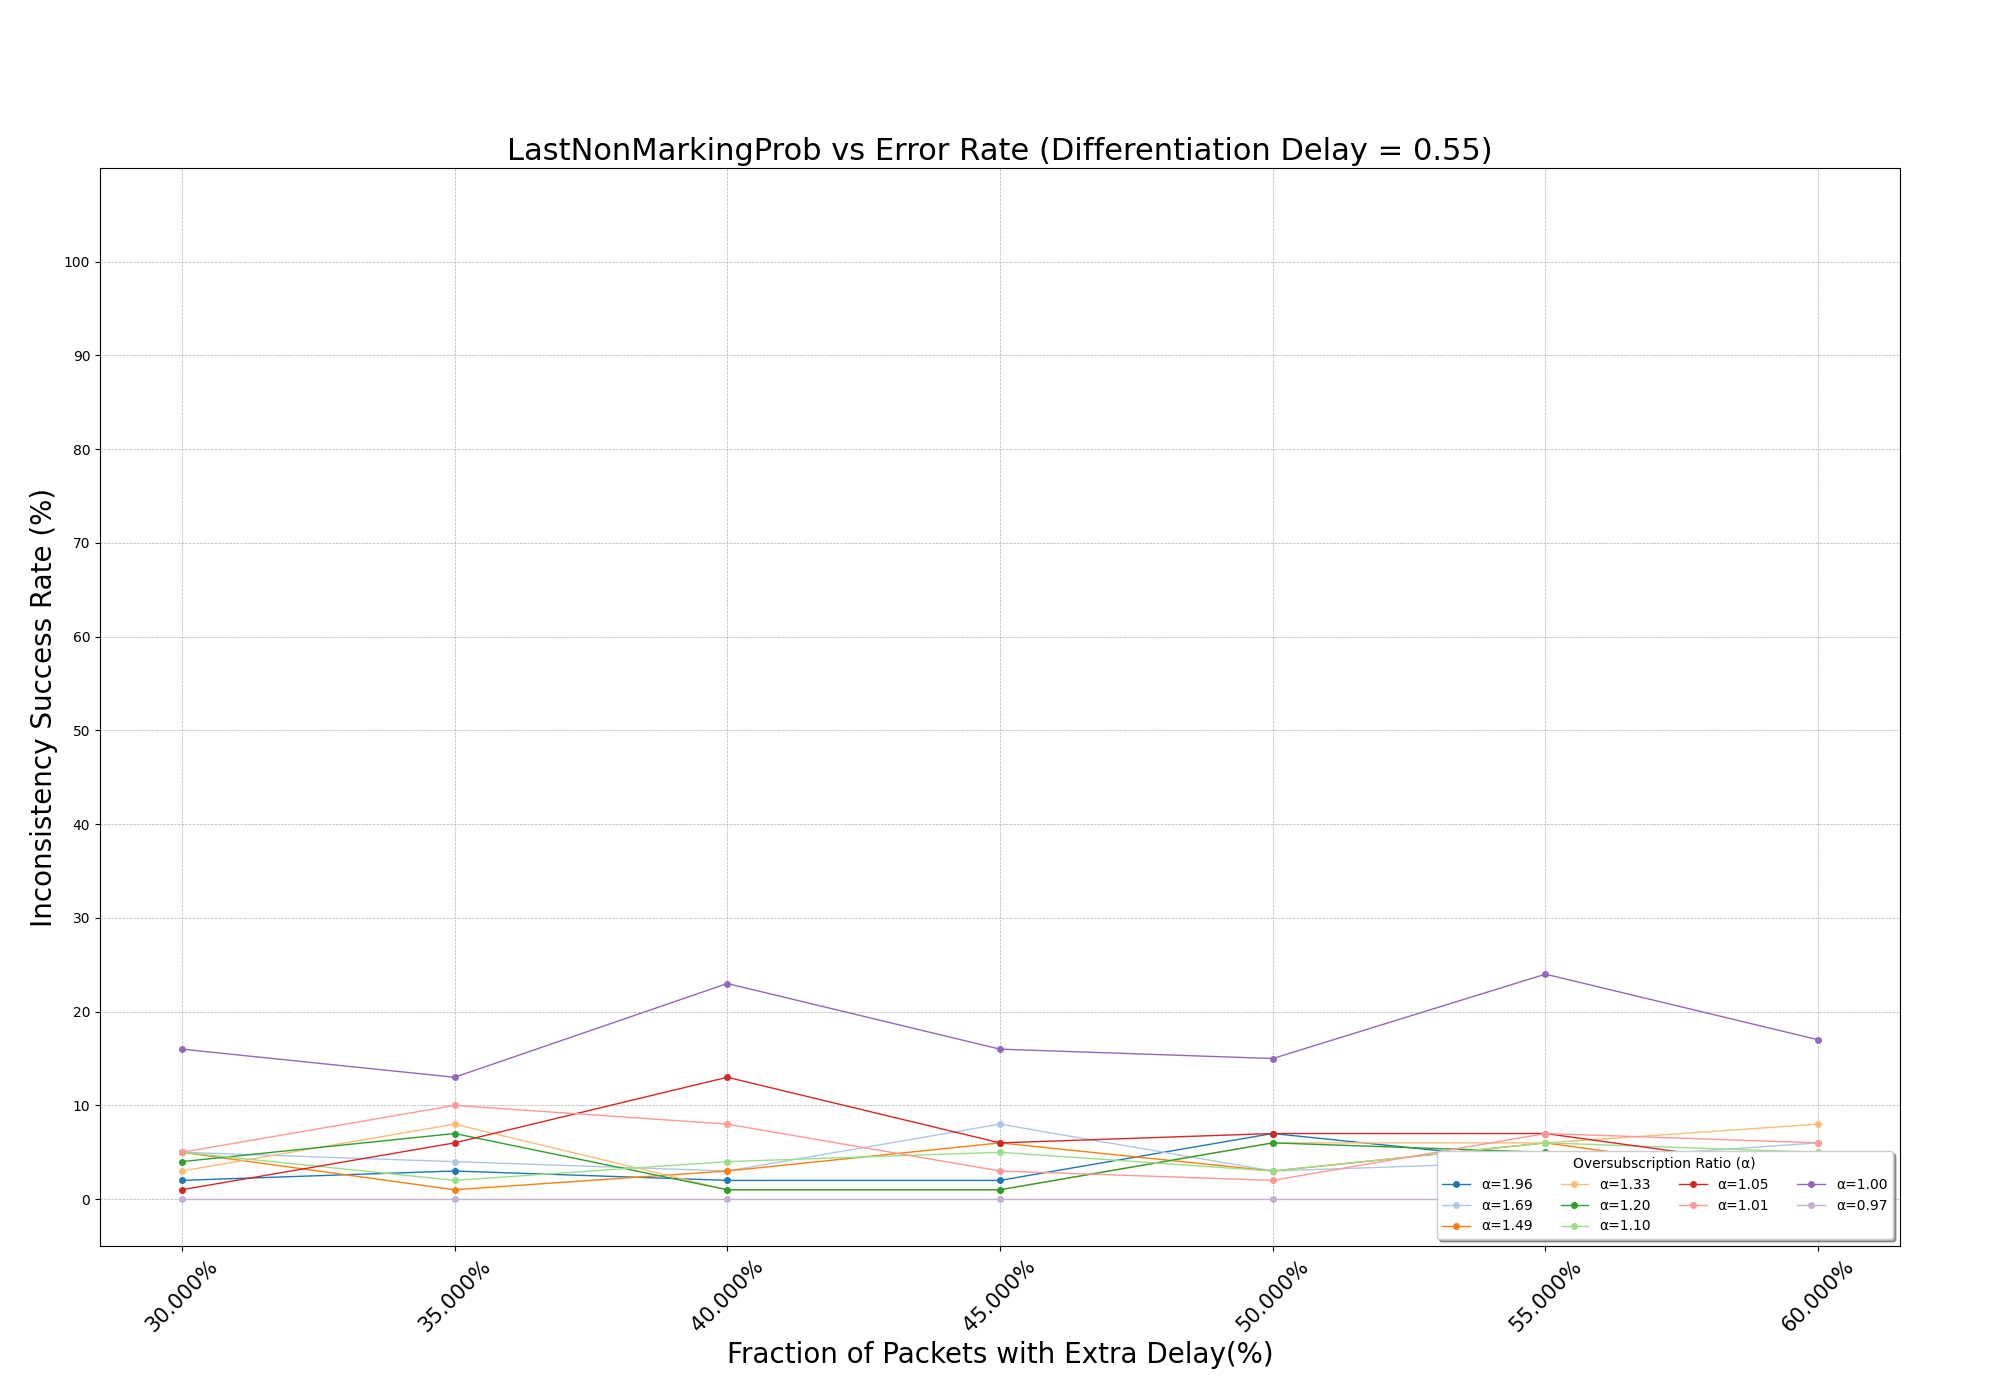 LastNonMarkingProb vs Error Rate (Differentiation Delay = 0.55)
Inconsistency Success Rate (%)
100
90
80
70
60
50
40
30
20
10
0
Oversubscription Ratio (α)
α=1.96
α=1.69
α=1.49
α=1.33
α=1.20
α=1.10
α=1.05
α=1.01
α=1.00
α=0.97
30.000%
35.000%
40.000%
45.000%
50.000%
55.000%
60.000%
Fraction of Packets with Extra Delay(%)